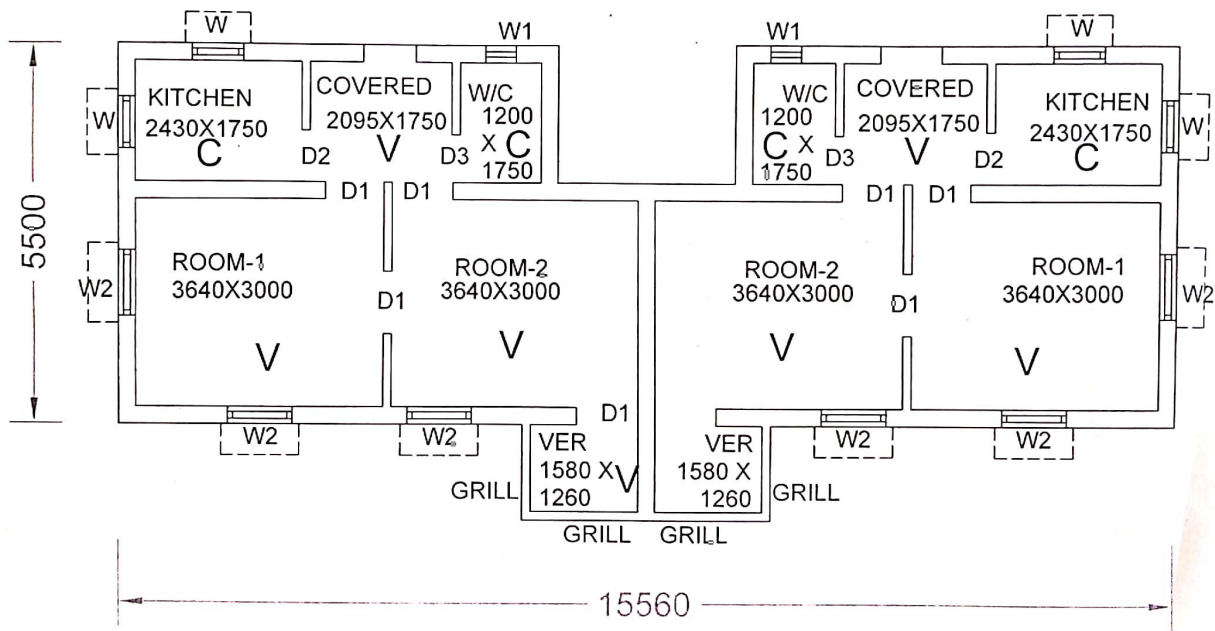 W
W1
W1
W
W
KITCHEN
2430X1750
C
COVERED
2095X1750
V
W/C
1200
X C
1750
D2
D3
D1
D1
W/C
1200
C X
1750
COVERED
2095X1750
V
KITCHEN
2430X1750
C
W
D3
D2
D1
D1
5500
W2
ROOM-1
3640X3000
V
D1
ROOM-2
3640X3000
V
ROOM-2
3640X3000
V
D1
ROOM-1
3640X3000
V
W2
W2
W2
D1
W2
W2
VER
1580 X V
1260
VER
1580 X
1260
GRILL
GRILL
GRILL
GRILL
15560